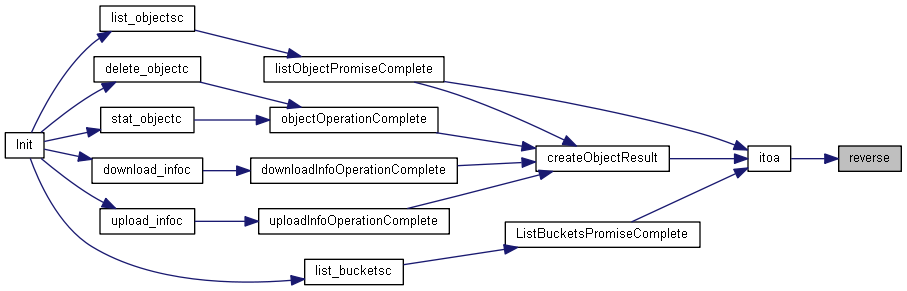 list_objectsc
listObjectPromiseComplete
delete_objectc
objectOperationComplete
stat_objectc
Init
createObjectResult
itoa
reverse
download_infoc
downloadInfoOperationComplete
upload_infoc
uploadInfoOperationComplete
ListBucketsPromiseComplete
list_bucketsc